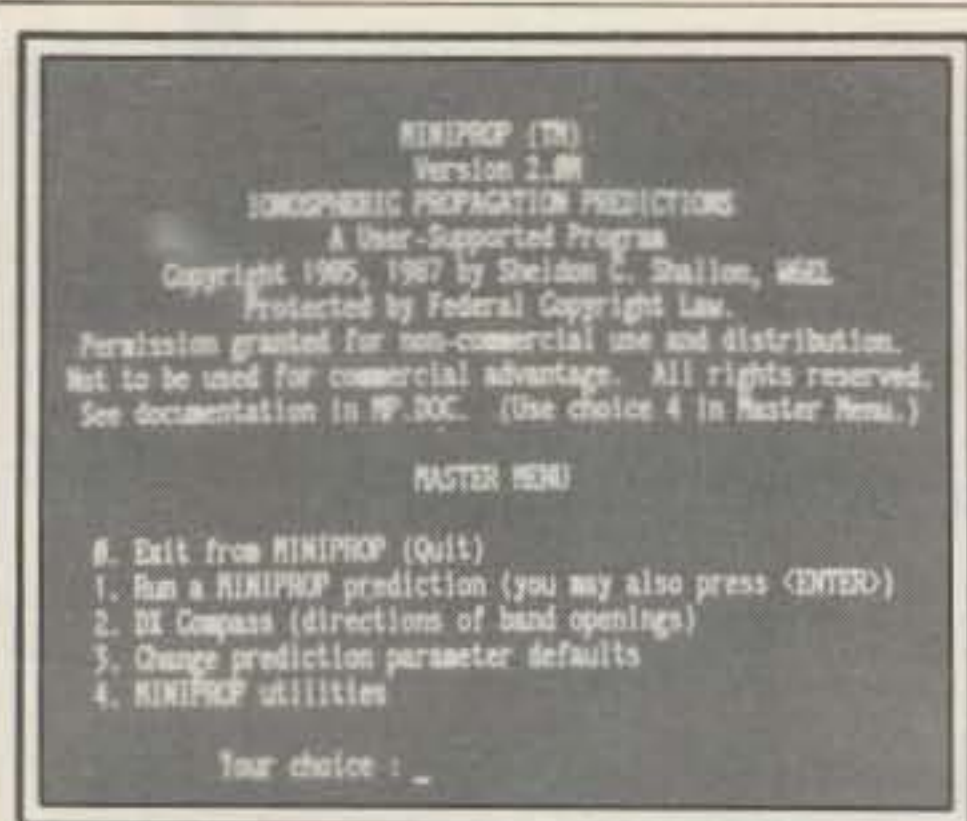 MINIPROP (TM)
Version 2.0M
IONOSPHERIC PROPAGATION PREDICTIONS
A User-Supported Program
Copyright 1985, 1987 by Sheldon C. Shallon, W6EL
Protected by Federal Copyright Law.
Permission granted for non-commercial use and distribution.
Not to be used for commercial advantage. All rights reserved.
See documentation in MP.DOC. (Use choice 4 in Master Menu.)
MASTER MENU
0. Exit from MINIPROP (Quit)
1. Run a MINIPROP prediction (you may also press <ENTER>)
2. DX Compass (directions of band openings)
3. Change prediction parameter defaults
4. MINIPROP utilities
Your choice : _